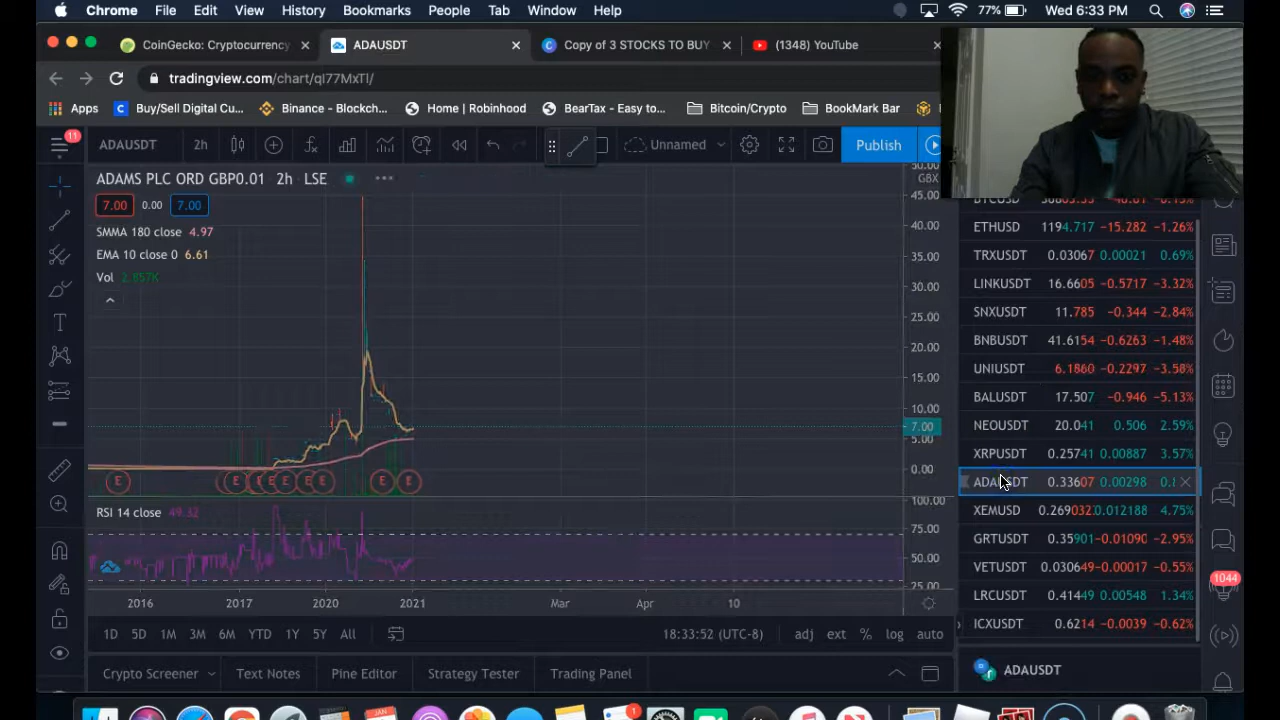 Chrome File Edit View History Bookmarks People Tab Window Help 77% Wed 6:33 PM
CoinGecko: Cryptocurrency ADAUSDT Copy of 3 STOCKS TO BUY (1348) YouTube
tradingview.com/chart/qI77MxTl/
Apps Buy/Sell Digital Cu... Binance - Blockch... Home | Robinhood BearTax - Easy to... Bitcoin/Crypto BookMark Bar
11 ADAUSDT 2h Unnamed Publish
ADAMS PLC ORD GBP0.01 2h LSE
7.00 0.00 7.00
SMMA 180 close 4.97
EMA 10 close 0 6.61
Vol 2.857K
50.00
GBX
45.00
40.00
35.00
30.00
25.00
20.00
15.00
10.00
7.00
5.00
0.00
E E E E E E E E
RSI 14 close 49.32
100.00
75.00
50.00
25.00
2016 2017 2020 2021 Mar Apr 10
1D 5D 1M 3M 6M YTD 1Y 5Y All 18:33:52 (UTC-8) adj ext % log auto
Crypto Screener Text Notes Pine Editor Strategy Tester Trading Panel
ETHUSD 1194.717 −15.282 −1.26%
TRXUSDT 0.03067 0.00021 0.69%
LINKUSDT 16.6605 −0.5717 −3.32%
SNXUSDT 11.785 −0.344 −2.84%
BNBUSDT 41.6154 −0.6263 −1.48%
UNIUSDT 6.1860 −0.2297 −3.58%
BALUSDT 17.507 −0.946 −5.13%
NEOUSDT 20.041 0.506 2.59%
XRPUSDT 0.25741 0.00887 3.57%
ADAUSDT 0.33607 0.00298
XEMUSD 0.269032 0.012188 4.75%
GRTUSDT 0.35901 −0.01090 −2.95%
VETUSDT 0.030649 −0.00017 −0.55%
LRCUSDT 0.41449 0.00548 1.34%
ICXUSDT 0.6214 −0.0039 −0.62%
ADAUSDT
1044
1
JAN